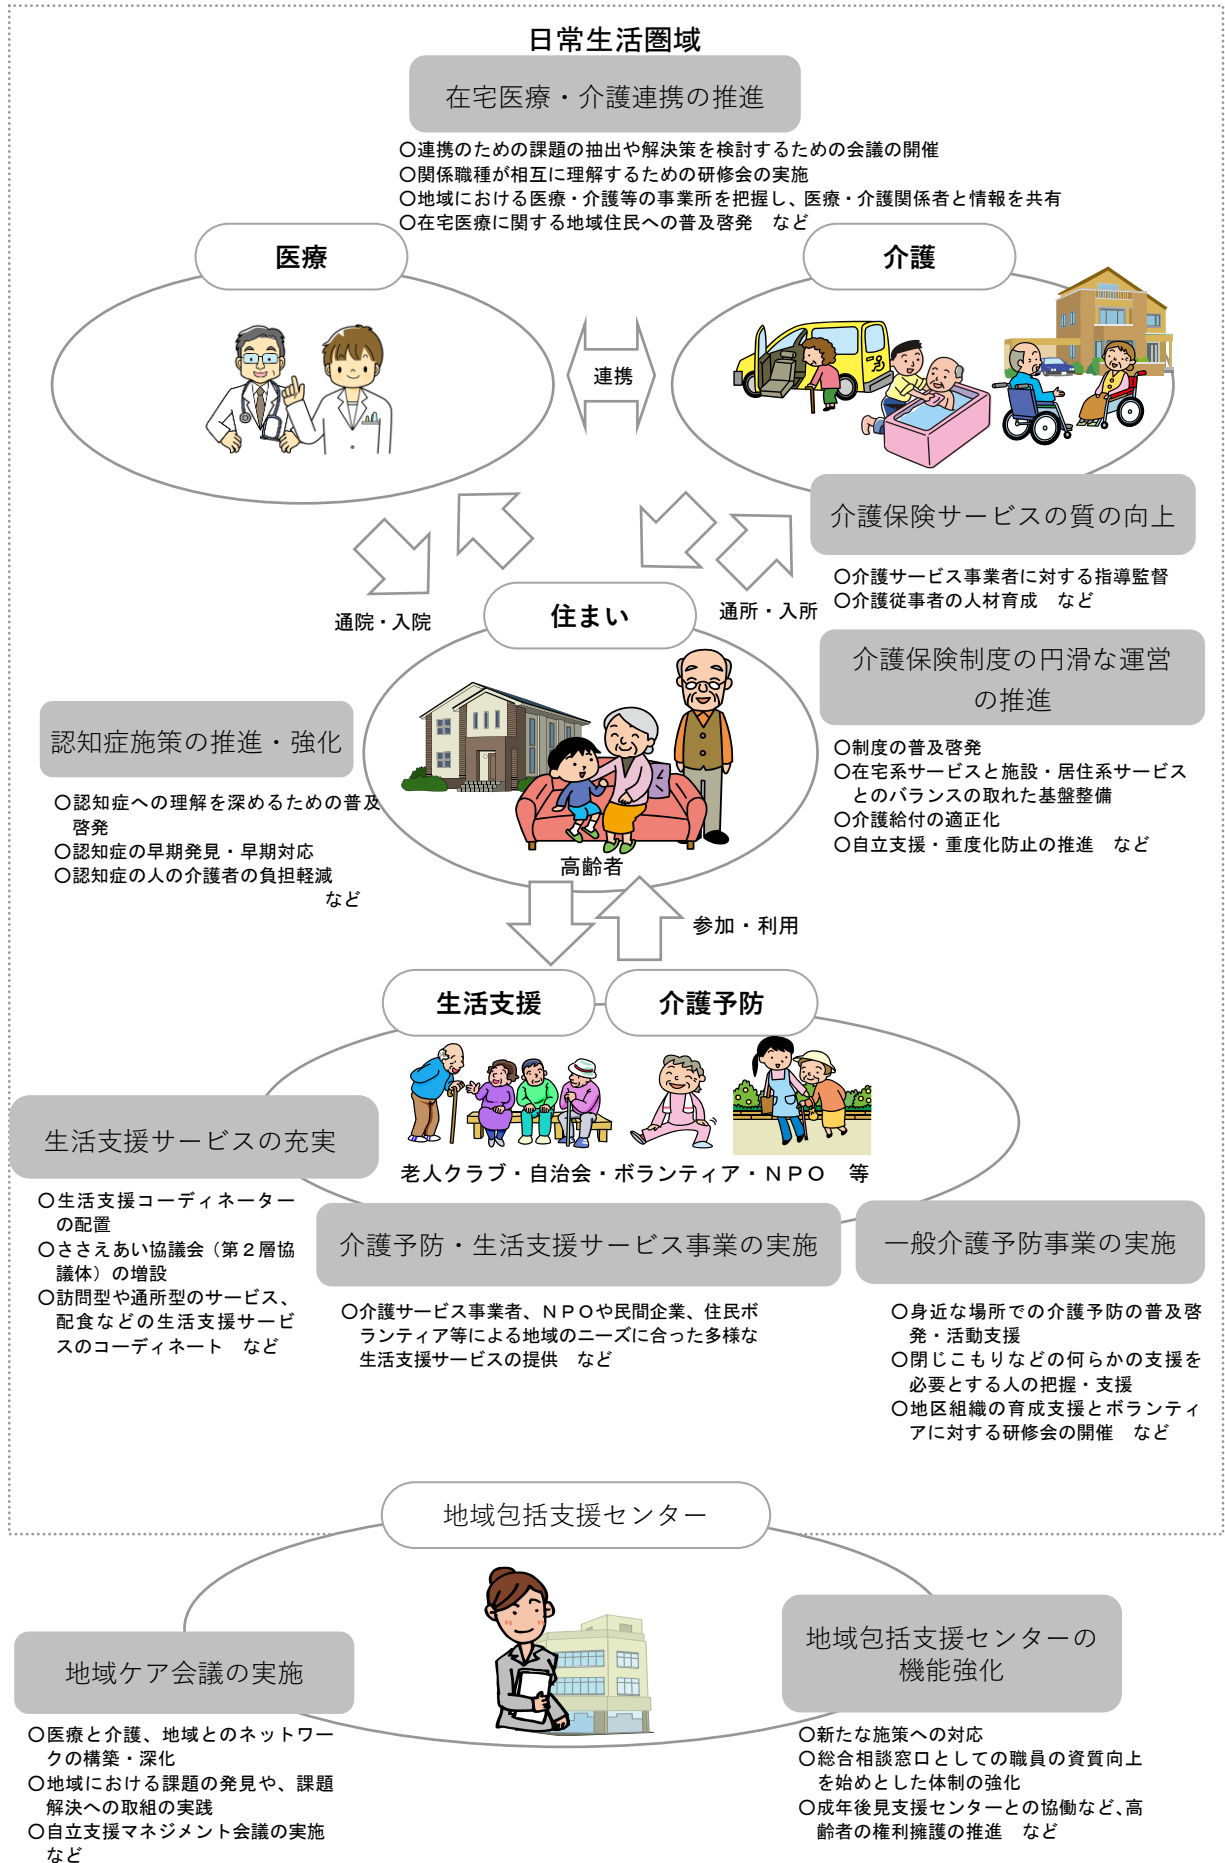 日常生活圏域
在宅医療・介護連携の推進
○連携のための課題の抽出や解決策を検討するための会議の開催
○関係職種が相互に理解するための研修会の実施
○地域における医療・介護等の事業所を把握し、医療・介護関係者と情報を共有
○在宅医療に関する地域住民への普及啓発　など
医療
介護
連携
介護保険サービスの質の向上
○介護サービス事業者に対する指導監督
○介護従事者の人材育成　など
通院・入院
住まい
通所・入所
介護保険制度の円滑な運営
の推進
○制度の普及啓発
○在宅系サービスと施設・居住系サービス
とのバランスの取れた基盤整備
○介護給付の適正化
○自立支援・重度化防止の推進　など
認知症施策の推進・強化
○認知症への理解を深めるための普及
啓発
○認知症の早期発見・早期対応
○認知症の人の介護者の負担軽減
など
高齢者
参加・利用
生活支援
介護予防
老人クラブ・自治会・ボランティア・ＮＰＯ　等
生活支援サービスの充実
○生活支援コーディネーター
の配置
○ささえあい協議会（第２層協
議体）の増設
○訪問型や通所型のサービス、
配食などの生活支援サービ
スのコーディネート　など
介護予防・生活支援サービス事業の実施
○介護サービス事業者、ＮＰＯや民間企業、住民ボ
ランティア等による地域のニーズに合った多様な
生活支援サービスの提供　など
一般介護予防事業の実施
○身近な場所での介護予防の普及啓
発・活動支援
○閉じこもりなどの何らかの支援を
必要とする人の把握・支援
○地区組織の育成支援とボランティ
アに対する研修会の開催　など
地域包括支援センター
地域ケア会議の実施
○医療と介護、地域とのネットワー
クの構築・深化
○地域における課題の発見や、課題
解決への取組の実践
○自立支援マネジメント会議の実施
など
地域包括支援センターの
機能強化
○新たな施策への対応
○総合相談窓口としての職員の資質向上
を始めとした体制の強化
○成年後見支援センターとの協働など、高
齢者の権利擁護の推進　など